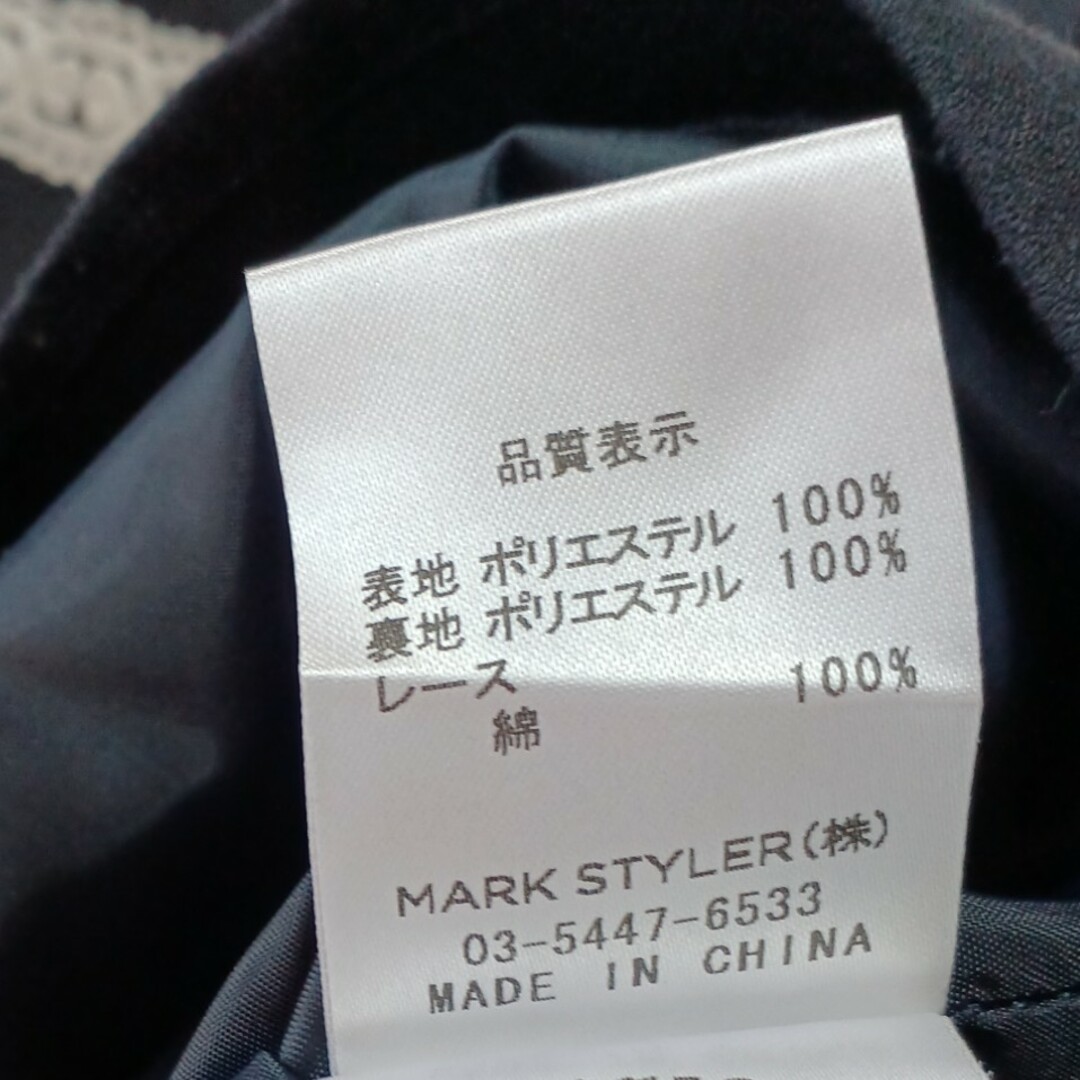 品質表示
表地 ポリエステル 100%
裏地 ポリエステル 100%
レース
綿 100%
MARK STYLER(株)
03-5447-6533
MADE IN CHINA